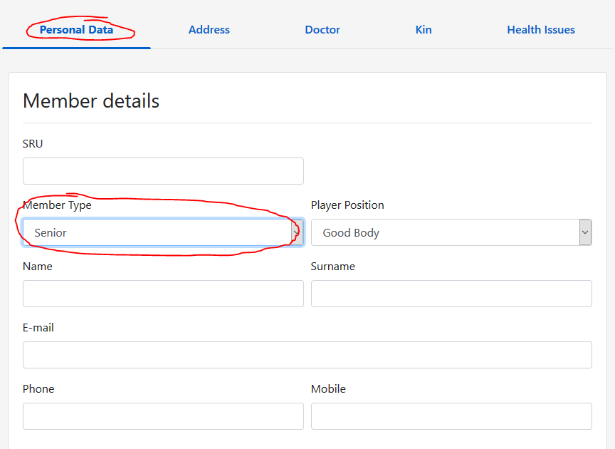 Personal Data Address Doctor Kin Health Issues
Member details
SRU
Member Type Player Position
Senior Good Body
Name Surname
E-mail
Phone Mobile